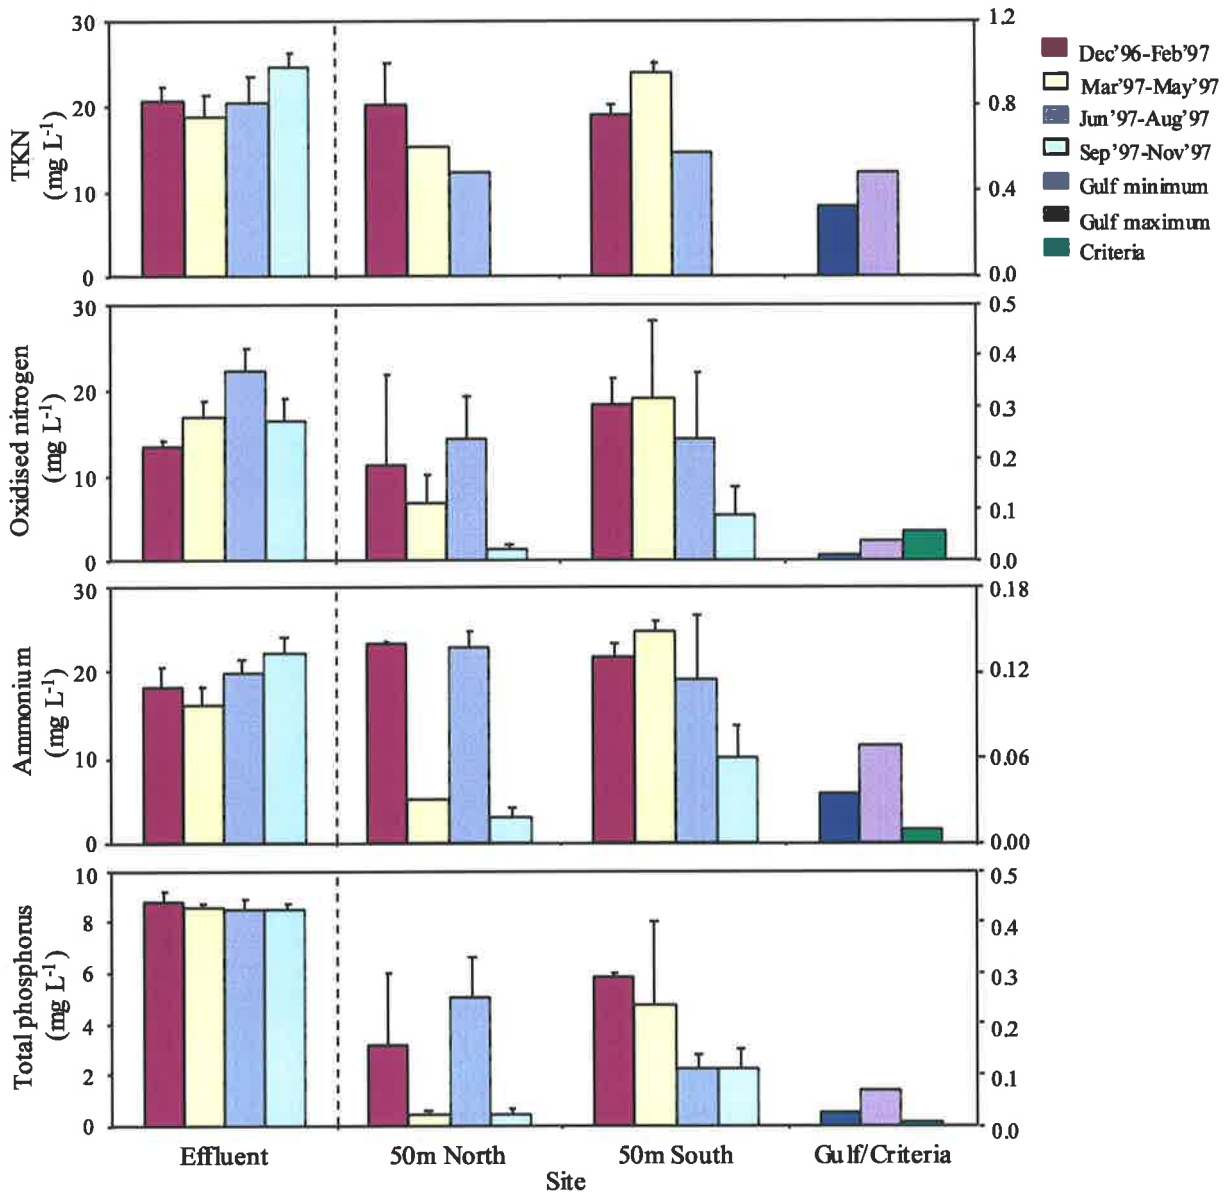 TKN
(mg L-1)
30
20
10
0
1.2
0.8
0.4
0.0
Dec'96-Feb'97
Mar'97-May'97
Jun'97-Aug'97
Sep'97-Nov'97
Gulf minimum
Gulf maximum
Criteria
Oxidised nitrogen
(mg L-1)
30
20
10
0
0.5
0.4
0.3
0.2
0.1
0.0
Ammonium
(mg L-1)
30
20
10
0
0.18
0.12
0.06
0.00
Total phosphorus
(mg L-1)
10
8
6
4
2
0
0.5
0.4
0.3
0.2
0.1
0.0
Effluent
50m North
50m South
Gulf/Criteria
Site